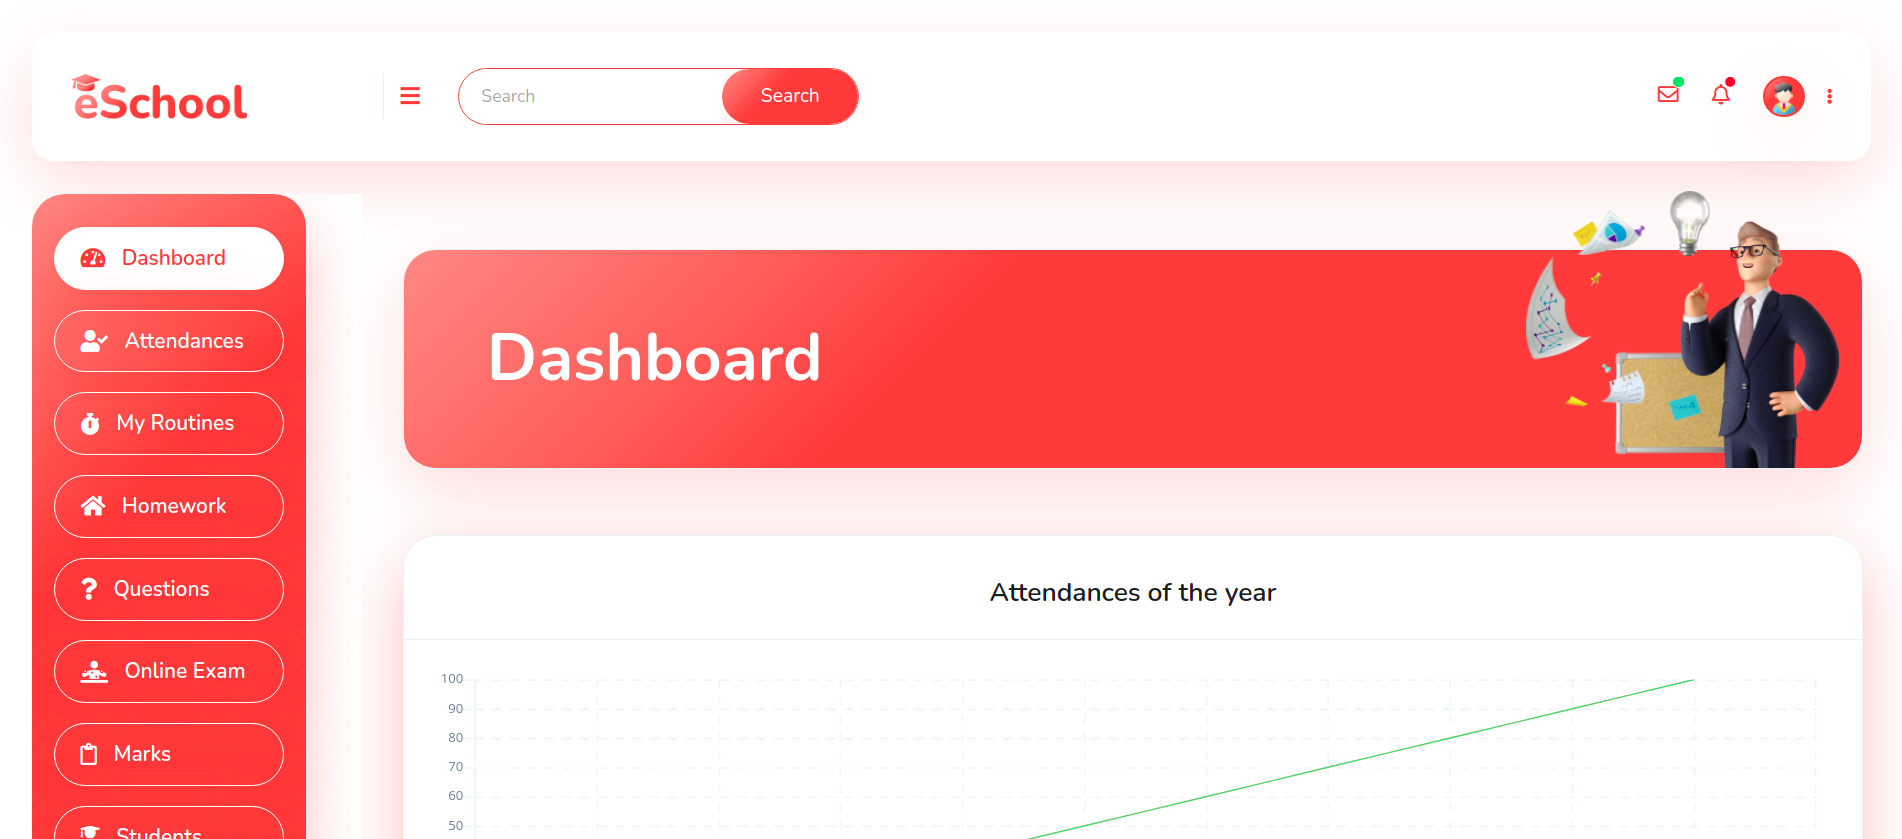 eSchool
Search
Search
Dashboard
Attendances
My Routines
Homework
Questions
Online Exam
Marks
Students
Dashboard
Attendances of the year
100
90
80
70
60
50